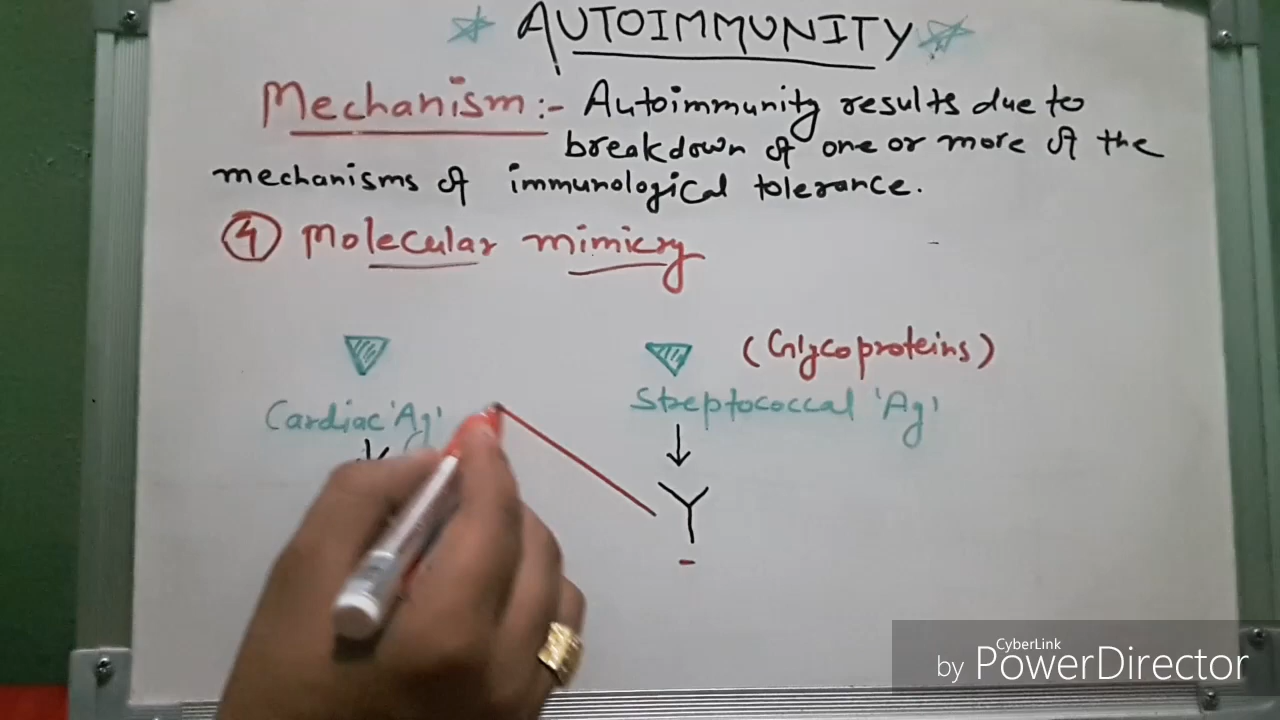 AUTOIMMUNITY
Mechanism:- Autoimmunity results due to
breakdown of one or more of the
mechanisms of immunological tolerance.
4 Molecular mimicry
(Glycoproteins)
Cardiac 'Ag' Streptococcal 'Ag'
CyberLink
by PowerDirector